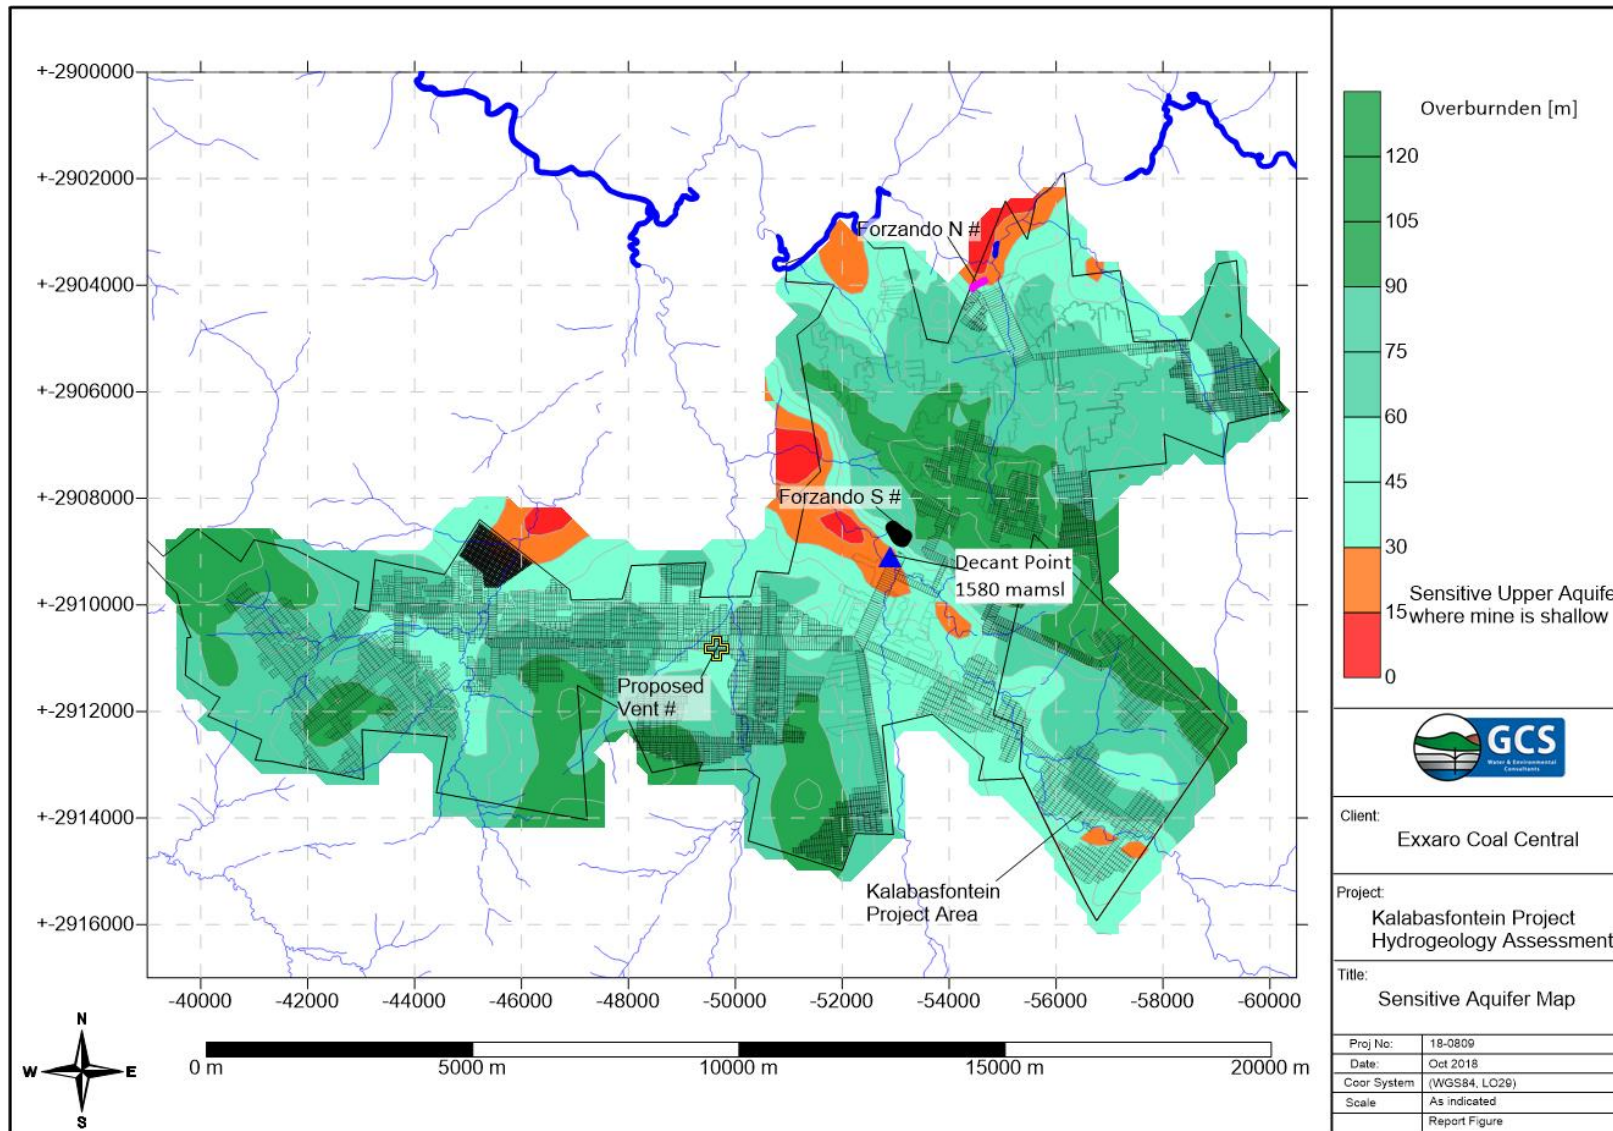 +-2900000
+-2902000
+-2904000
+-2906000
+-2908000
+-2910000
+-2912000
+-2914000
+-2916000
-40000
-42000
-44000
-46000
-48000
-50000
-52000
-54000
-56000
-58000
-60000
Forzando N #
Forzando S #
Decant Point
1580 mamsl
Proposed
Vent #
Kalabasfontein
Project Area
N
W
E
S
0 m
5000 m
10000 m
15000 m
20000 m
Overburnden [m]
120
105
90
75
60
45
30
15
0
Sensitive Upper Aquife
where mine is shallow
GCS
Water & Environmental
Consultants
Client:
Exxaro Coal Central
Project:
Kalabasfontein Project
Hydrogeology Assessment
Title:
Sensitive Aquifer Map
Proj No:
18-0809
Date:
Oct 2018
Coor System
(WGS84, LO29)
Scale
As indicated
Report Figure